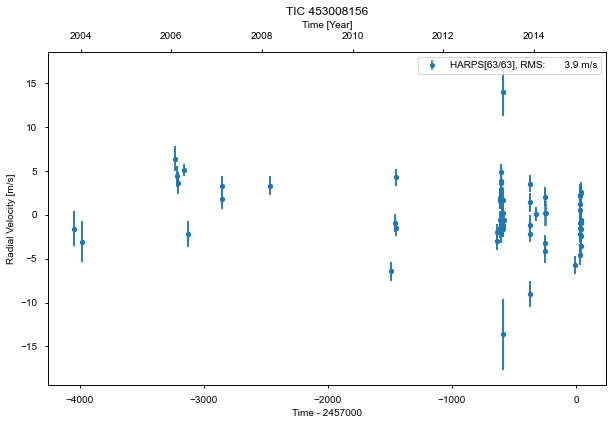 TIC 453008156
Time [Year]
2004 2006 2008 2010 2012 2014
HARPS[63/63], RMS: 3.9 m/s
Radial Velocity [m/s]
15
10
5
0
−5
−10
−15
−4000 −3000 −2000 −1000 0
Time - 2457000